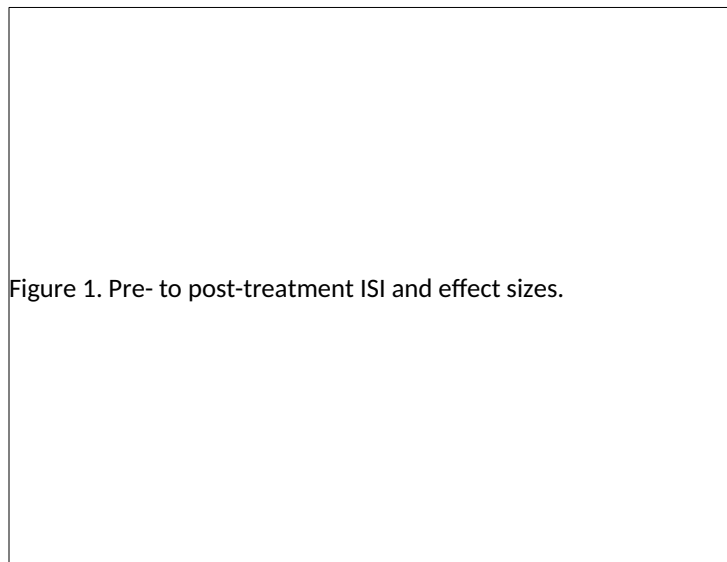 Figure 1. Pre- to post-treatment ISI and effect sizes.